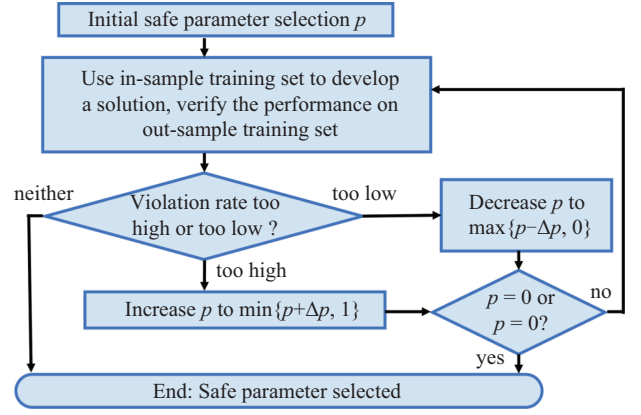 Initial safe parameter selection p
Use in-sample training set to develop
a solution, verify the performance on
out-sample training set
neither
Violation rate too
high or too low ?
too low
Decrease p to
max{p−Δp, 0}
too high
Increase p to min{p+Δp, 1}
p = 0 or
p = 0?
no
yes
End: Safe parameter selected